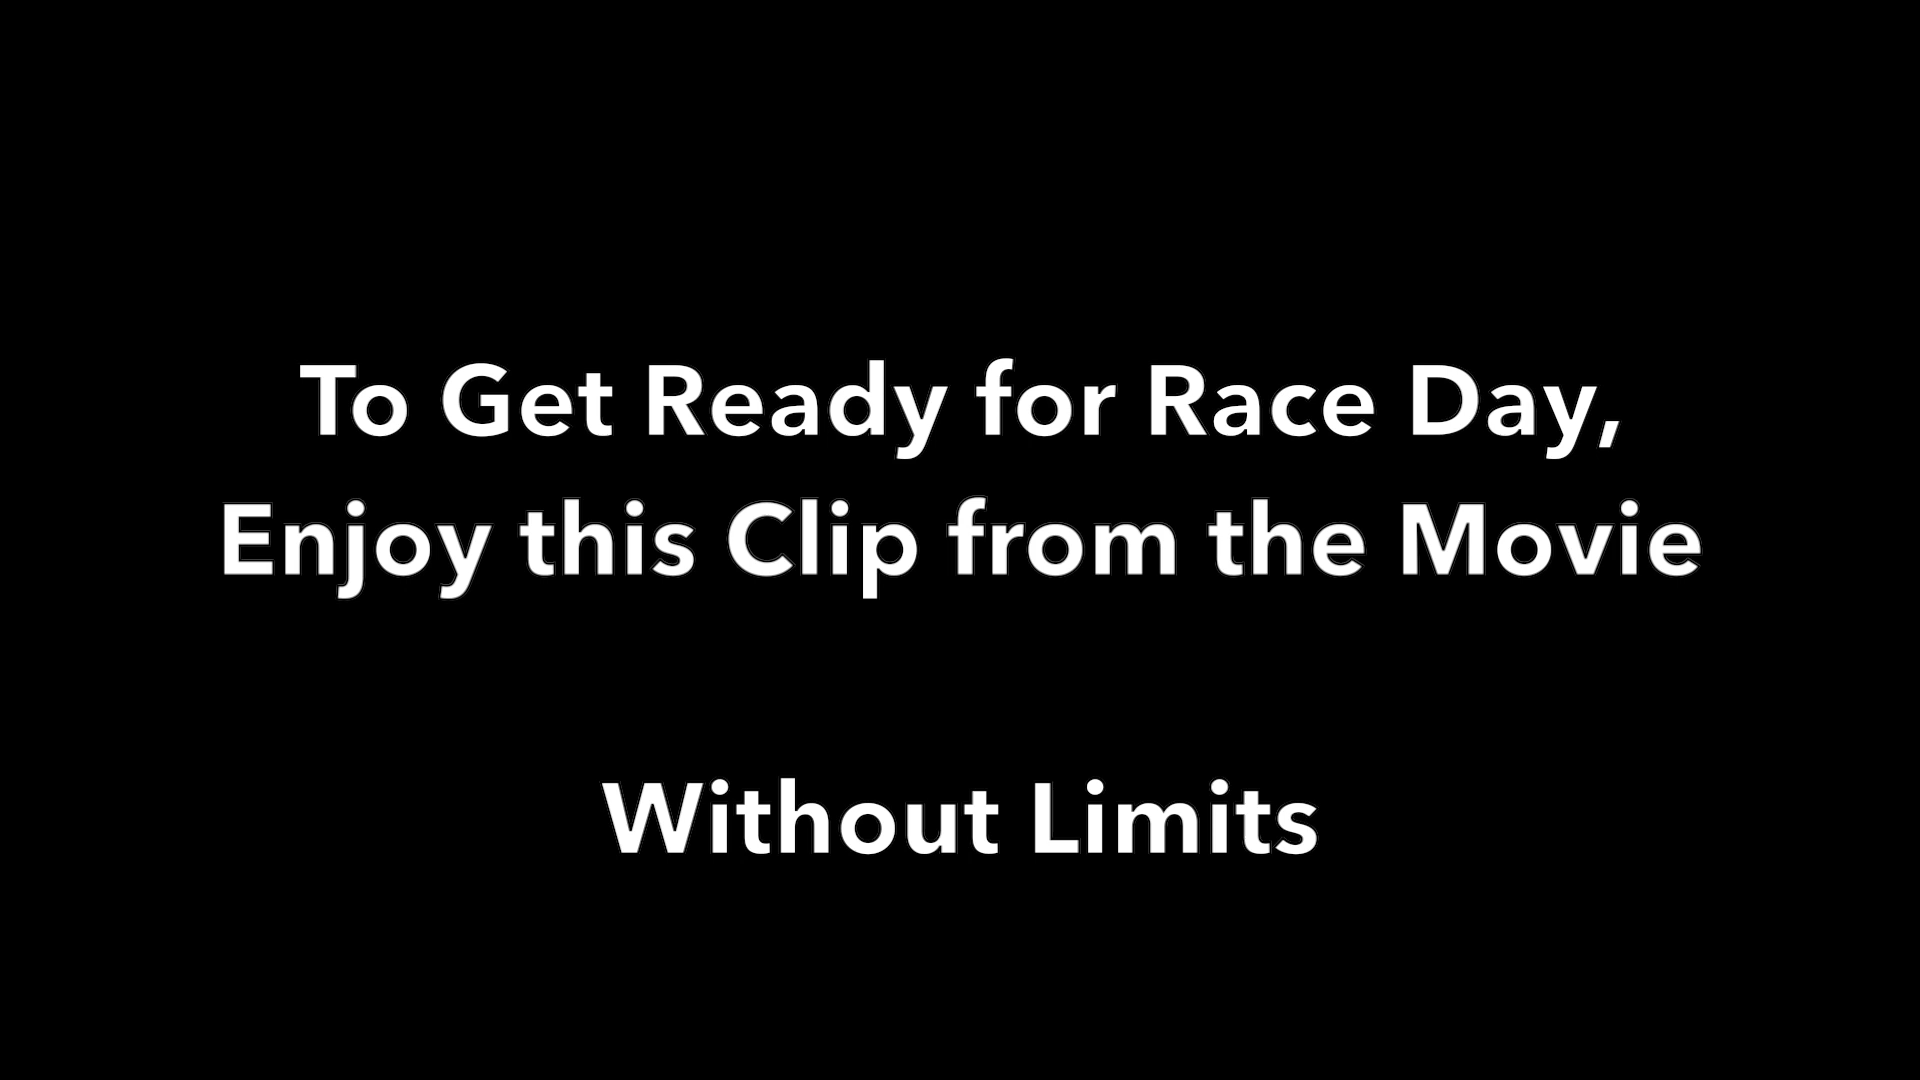 To Get Ready for Race Day,
Enjoy this Clip from the Movie
Without Limits